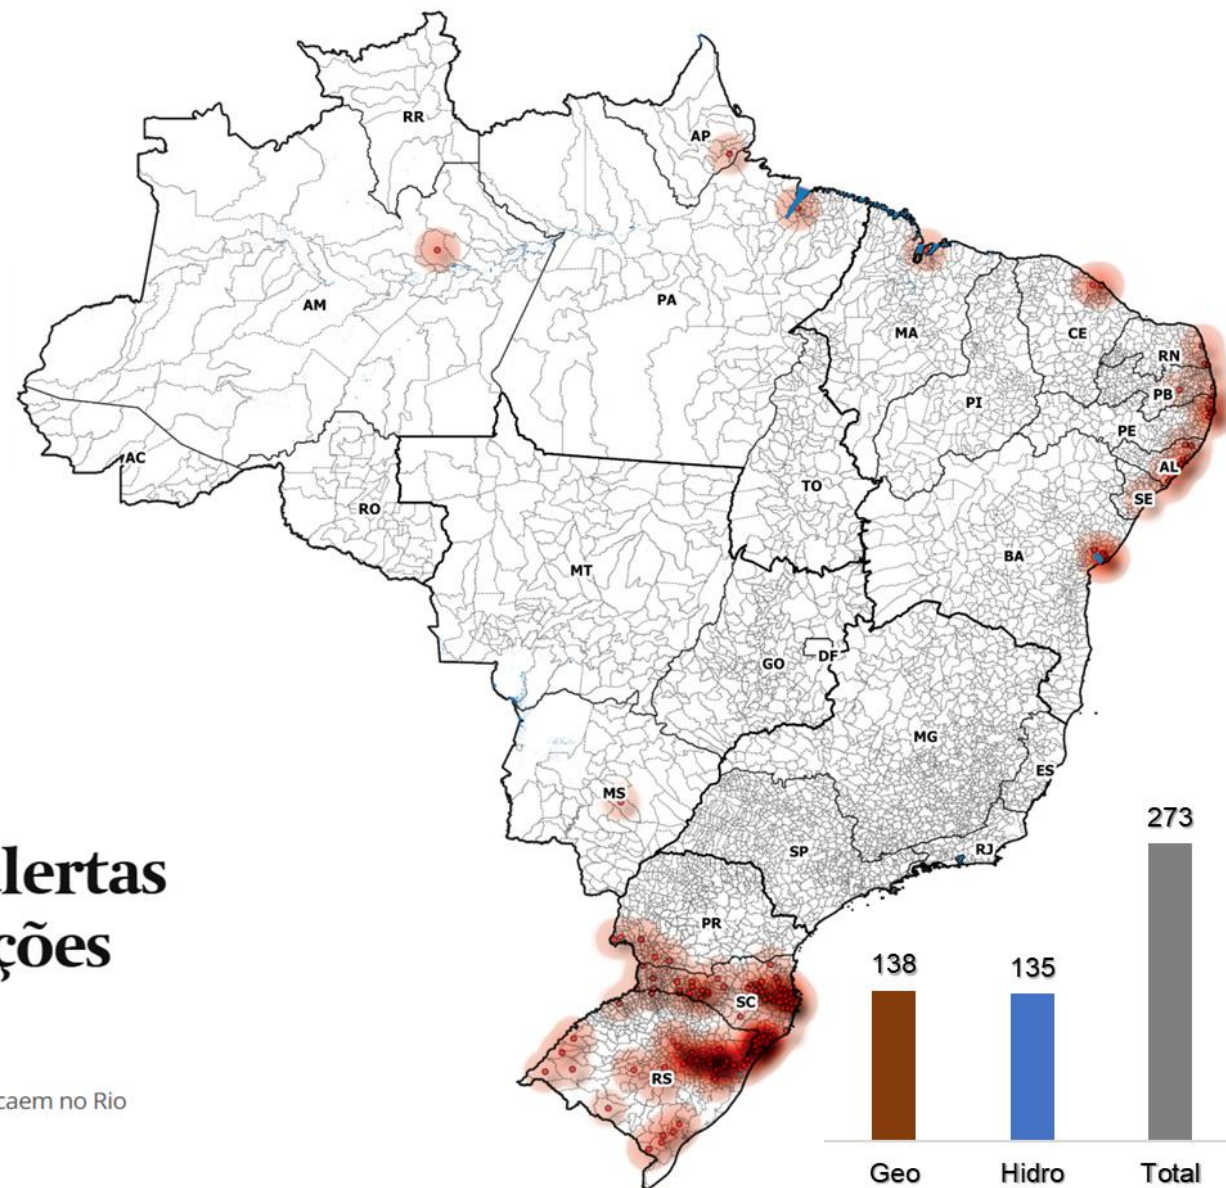 RR
AP
AM
PA
MA
CE
RN
PB
PI
PE
AC
AL
TO
SE
RO
BA
MT
GO
DF
MG
ES
MS
273
lertas
SP
RJ
PR
ções
138
135
SC
RS
caem no Rio
Geo
Hidro
Total